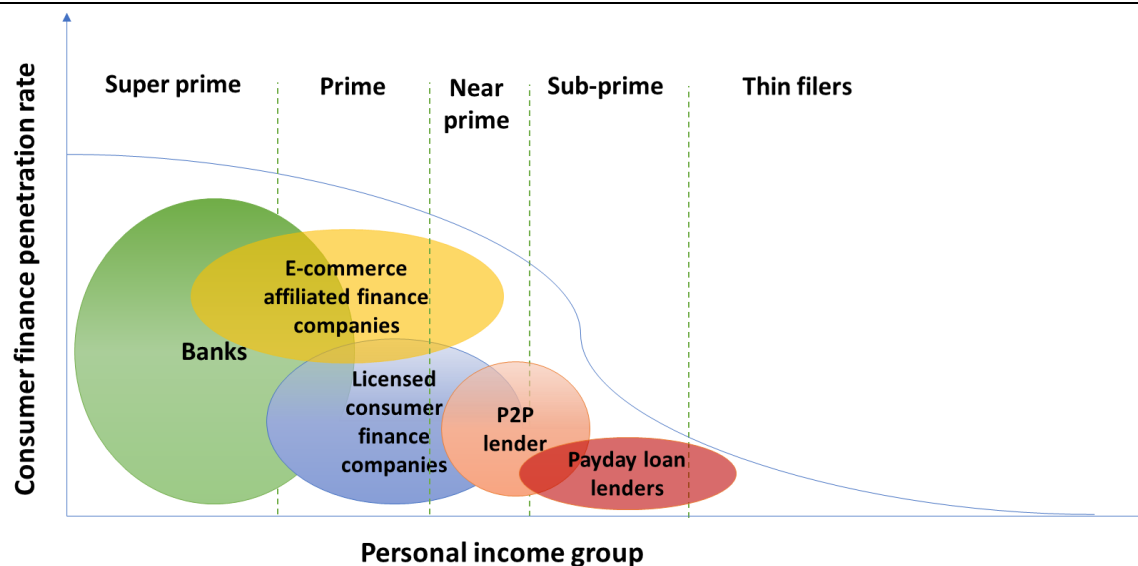 Consumer finance penetration rate
Super prime
Prime
Near
prime
Sub-prime
Thin filers
E-commerce
affiliated finance
companies
Banks
Licensed
consumer
finance
companies
P2P
lender
Payday loan
lenders
Personal income group